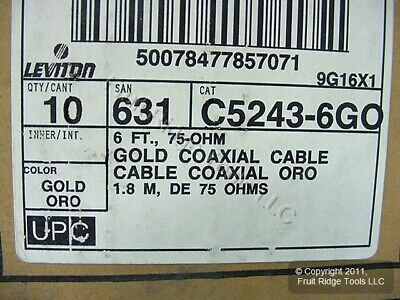 50078477857071
LEVITON
9G16X1
QTY/CANT SAN CAT
10 631 C5243-6GO
INNER/INT.
6 FT., 75-OHM
GOLD COAXIAL CABLE
COLOR
CABLE COAXIAL ORO
GOLD
1.8 M, DE 75 OHMS
ORO
UPC
© Copyright 2011,
Fruit Ridge Tools LLC